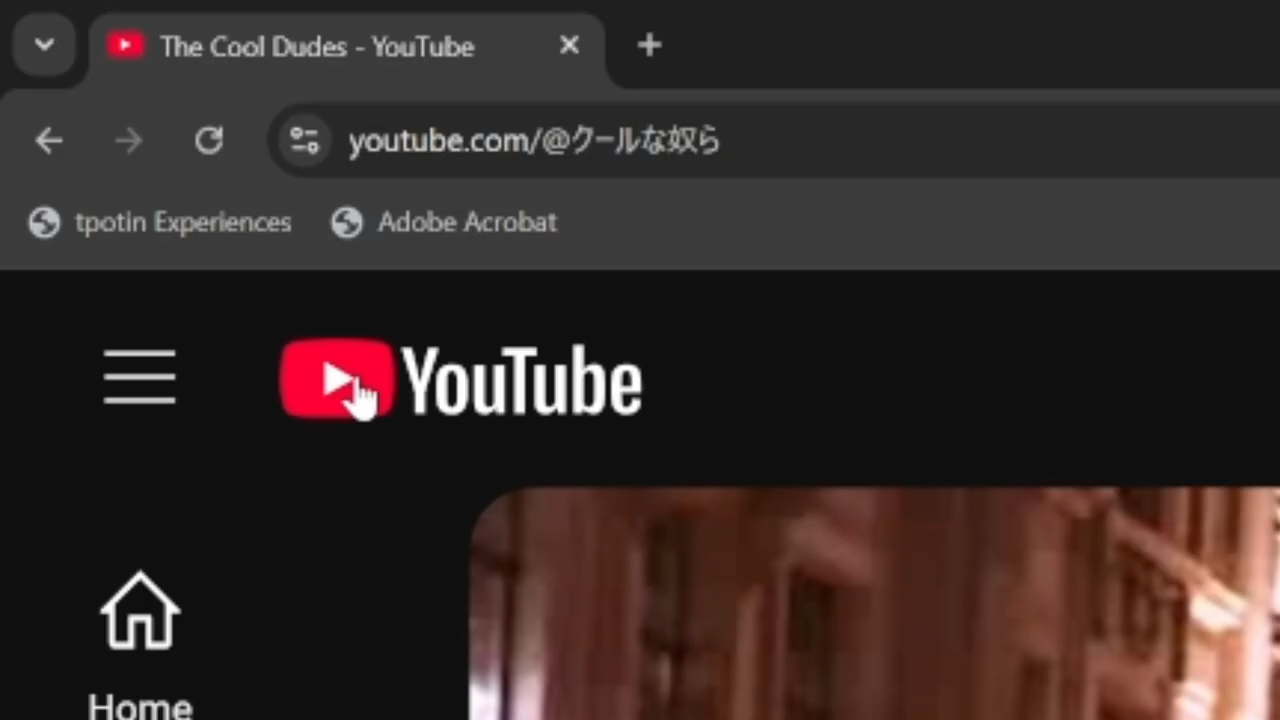 The Cool Dudes - YouTube
youtube.com/@クールな奴ら
tpotin Experiences Adobe Acrobat
YouTube
Home